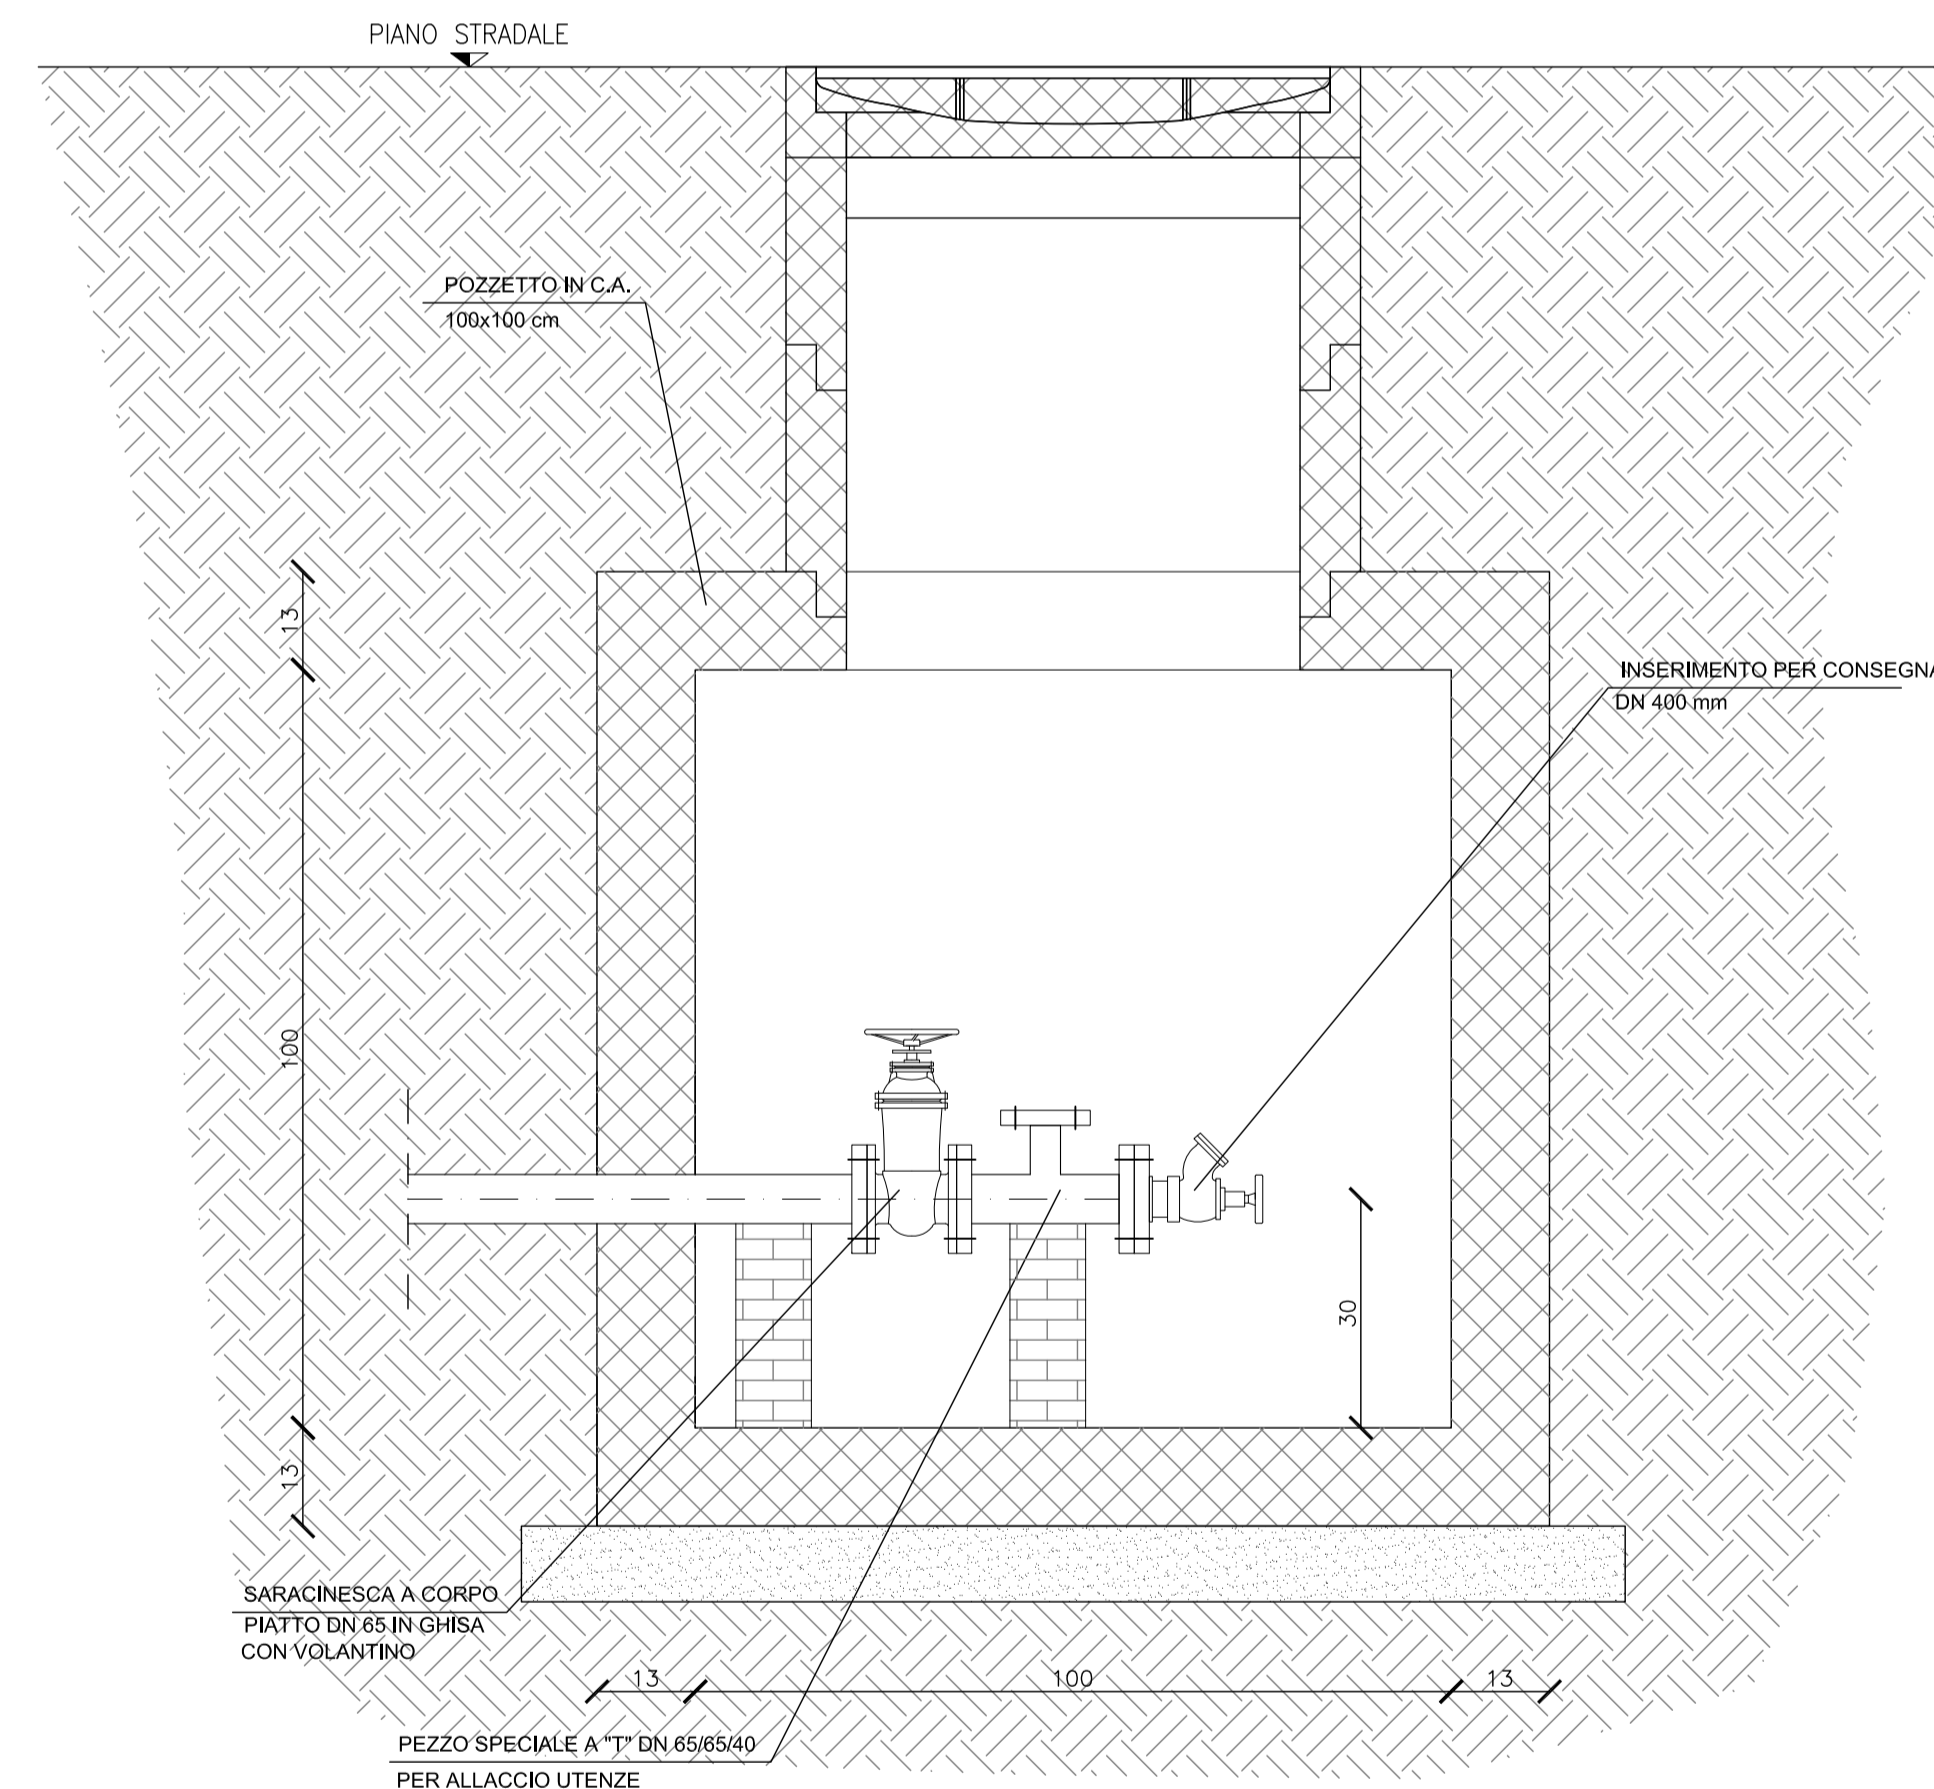 PIANO STRADALE
POZZETTO IN C.A.
100x100 cm
13
INSERIMENTO PER CONSEGNA
DN 400 mm
100
30
13
SARACINESCA A CORPO
PIATTO DN 65 IN GHISA
CON VOLANTINO
13
100
13
PEZZO SPECIALE A "T" DN 65/65/40
PER ALLACCIO UTENZE